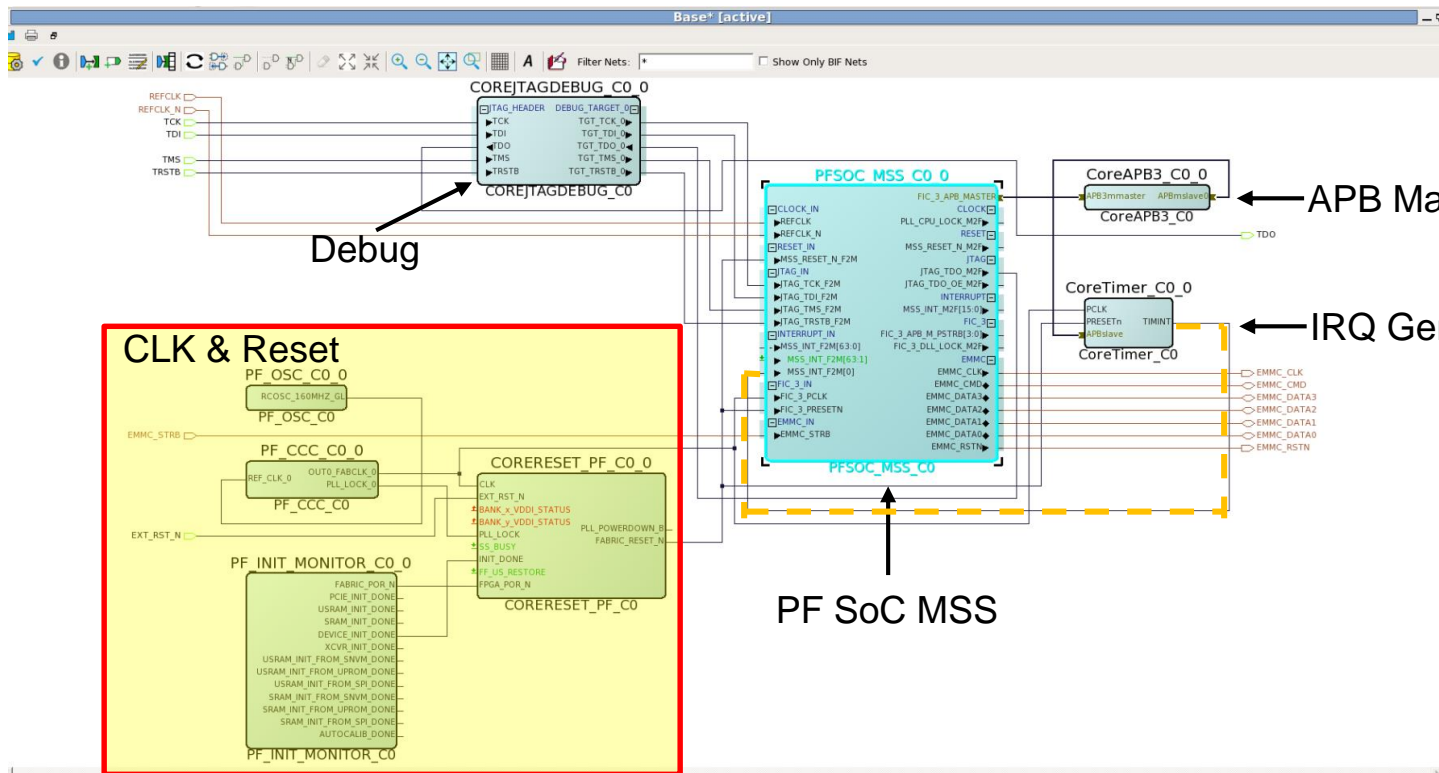 Base* [active]
A
Filter Nets: *
Show Only BIF Nets
REFCLK
REFCLK_N
TCK
TDI
TMS
TRSTB
COREJTAGDEBUG_C0_0
JTAG_HEADER DEBUG_TARGET_0
TCK TGT_TCK_0
TDI TGT_TDI_0
TDO TGT_TDO_0
TMS TGT_TMS_0
TRSTB TGT_TRSTB_0
COREJTAGDEBUG_C0
Debug
PFSOC_MSS_C0_0
FIC_3_APB_MASTER
CLOCK_IN CLOCK
REFCLK PLL_CPU_LOCK_M2F
REFCLK_N RESET
RESET_IN MSS_RESET_N_M2F
MSS_RESET_N_F2M JTAG
JTAG_IN JTAG_TDO_M2F
JTAG_TCK_F2M JTAG_TDO_OE_M2F
JTAG_TDI_F2M INTERRUPT
JTAG_TMS_F2M MSS_INT_M2F[15:0]
JTAG_TRSTB_F2M FIC_3
INTERRUPT_IN FIC_3_APB_M_PSTRB[3:0]
MSS_INT_F2M[63:0] FIC_3_DLL_LOCK_M2F
MSS_INT_F2M[63:1] EMMC
MSS_INT_F2M[0] EMMC_CLK
FIC_3_IN EMMC_CMD
FIC_3_PCLK EMMC_DATA3
FIC_3_PRESETN EMMC_DATA2
EMMC_IN EMMC_DATA1
EMMC_STRB EMMC_DATA0
EMMC_RSTN
PFSOC_MSS_C0
PF SoC MSS
CoreAPB3_C0_0
APB3mmaster APBmslave0
CoreAPB3_C0
APB Ma
TDO
CoreTimer_C0_0
PCLK
PRESETn TIMINT
APBslave
CoreTimer_C0
IRQ Ge
EMMC_CLK
EMMC_CMD
EMMC_DATA3
EMMC_DATA2
EMMC_DATA1
EMMC_DATA0
EMMC_RSTN
CLK & Reset
PF_OSC_C0_0
RCOSC_160MHZ_GL
PF_OSC_C0
EMMC_STRB
PF_CCC_C0_0
OUT0_FABCLK_0
REF_CLK_0
PLL_LOCK_0
PF_CCC_C0
EXT_RST_N
CORERESET_PF_C0_0
CLK
EXT_RST_N
BANK_x_VDDI_STATUS
BANK_y_VDDI_STATUS
PLL_LOCK PLL_POWERDOWN_B
SS_BUSY FABRIC_RESET_N
INIT_DONE
FF_US_RESTORE
FPGA_POR_N
CORERESET_PF_C0
PF_INIT_MONITOR_C0_0
FABRIC_POR_N
PCIE_INIT_DONE
USRAM_INIT_DONE
SRAM_INIT_DONE
DEVICE_INIT_DONE
XCVR_INIT_DONE
USRAM_INIT_FROM_SNVM_DONE
USRAM_INIT_FROM_UPROM_DONE
USRAM_INIT_FROM_SPI_DONE
SRAM_INIT_FROM_SNVM_DONE
SRAM_INIT_FROM_UPROM_DONE
SRAM_INIT_FROM_SPI_DONE
AUTOCALIB_DONE
PF_INIT_MONITOR_C0